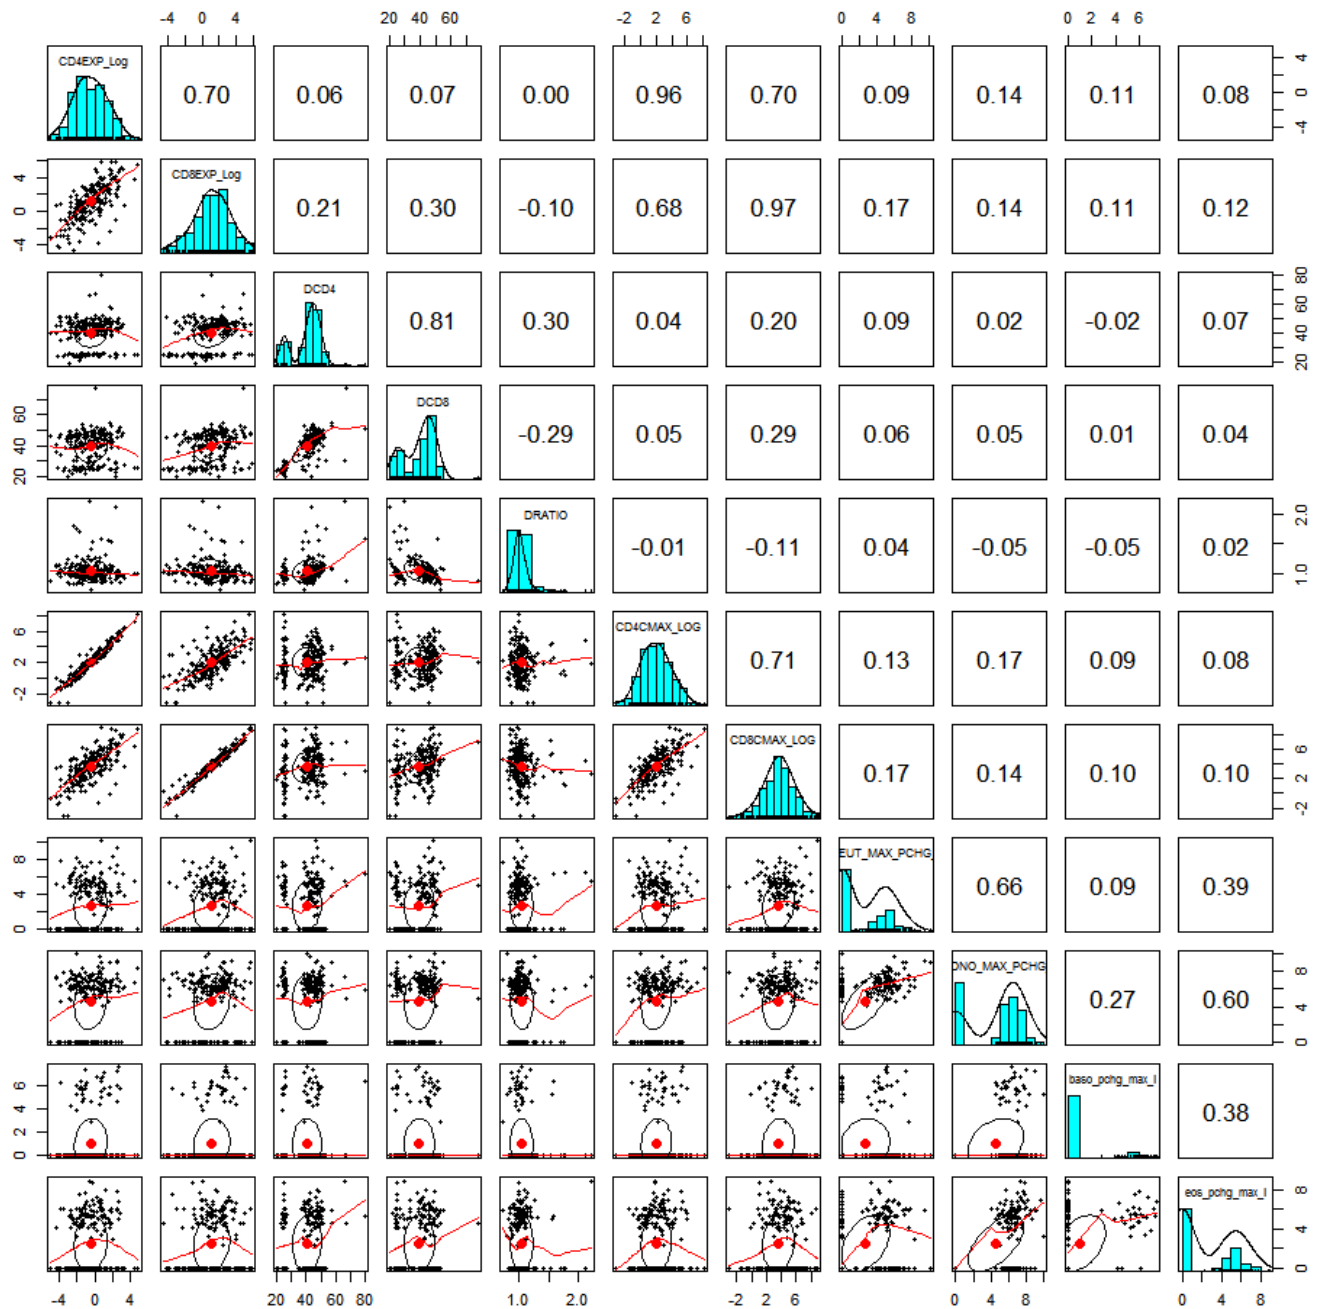 -4 0 4 20 40 60 -2 2 4 6 0 4 8 0 2 4 6
CD4EXP_Log 0.70 0.06 0.07 0.00 0.96 0.70 0.09 0.14 0.11 0.08 -4 0 4
-4 0 4 CD8EXP_Log 0.21 0.30 -0.10 0.68 0.97 0.17 0.14 0.11 0.12
DCD4 0.81 0.30 0.04 0.20 0.09 0.02 -0.02 0.07 20 40 60 80
20 40 60 DCD8 -0.29 0.05 0.29 0.06 0.05 0.01 0.04
DRATIO -0.01 -0.11 0.04 -0.05 -0.05 0.02 1.0 2.0
-2 2 6 CD4CMAX_LOG 0.71 0.13 0.17 0.09 0.08
CD8CMAX_LOG 0.17 0.14 0.10 0.10 -2 2 6
0 4 8 EUT_MAX_PCHG_ 0.66 0.09 0.39
ONO_MAX_PCHG 0.27 0.60 0 4 8
0 2 4 6 baso_pchg_max_l 0.38
eos_pchg_max_l 0 4 8
-4 0 4 20 40 60 80 1.0 2.0 -2 2 6 0 4 8 0 4 8